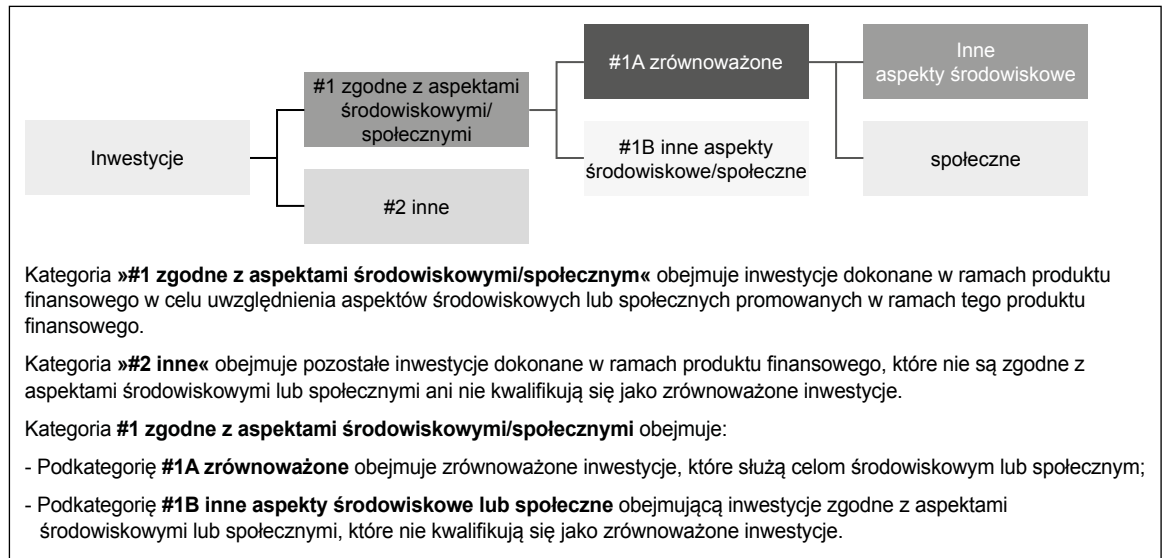 Inwestycje
#1 zgodne z aspektami
środowiskowymi/
społecznymi
#2 inne
#1A zrównoważone
#1B inne aspekty
środowiskowe/społeczne
Inne
aspekty środowiskowe
społeczne
Kategoria »#1 zgodne z aspektami środowiskowymi/społecznym« obejmuje inwestycje dokonane w ramach produktu
finansowego w celu uwzględnienia aspektów środowiskowych lub społecznych promowanych w ramach tego produktu
finansowego.
Kategoria »#2 inne« obejmuje pozostałe inwestycje dokonane w ramach produktu finansowego, które nie są zgodne z
aspektami środowiskowymi lub społecznymi ani nie kwalifikują się jako zrównoważone inwestycje.
Kategoria #1 zgodne z aspektami środowiskowymi/społecznymi obejmuje:
- Podkategorię #1A zrównoważone obejmuje zrównoważone inwestycje, które służą celom środowiskowym lub społecznym;
- Podkategorię #1B inne aspekty środowiskowe lub społeczne obejmującą inwestycje zgodne z aspektami
środowiskowymi lub społecznymi, które nie kwalifikują się jako zrównoważone inwestycje.